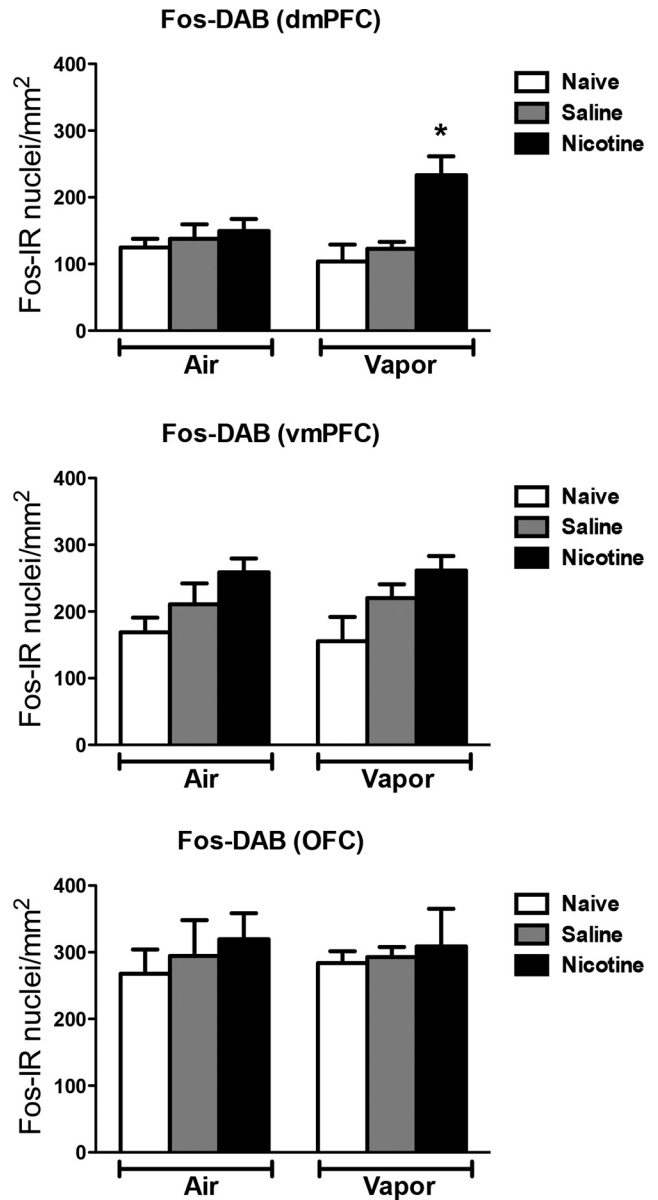 Fos-DAB (dmPFC)
Fos-IR nuclei/mm²
400
300
200
100
0
*
Naive
Saline
Nicotine
Air
Vapor
Fos-DAB (vmPFC)
Fos-IR nuclei/mm²
400
300
200
100
0
Naive
Saline
Nicotine
Air
Vapor
Fos-DAB (OFC)
Fos-IR nuclei/mm²
400
300
200
100
0
Naive
Saline
Nicotine
Air
Vapor